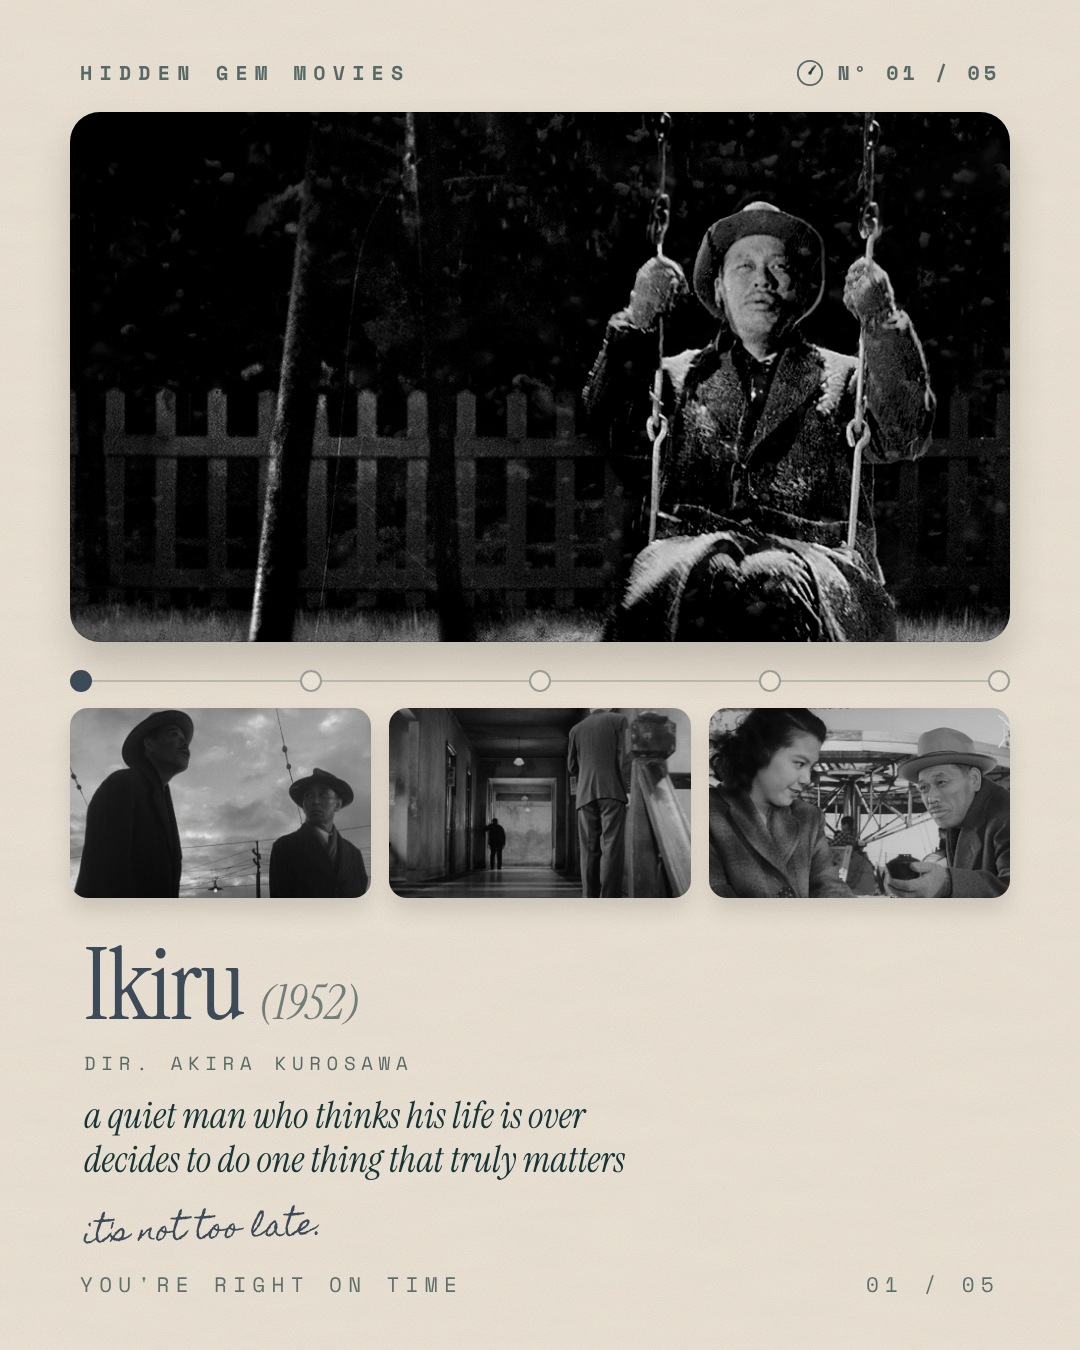 HIDDEN GEM MOVIES
N° 01 / 05
Ikiru (1952)
DIR. AKIRA KUROSAWA
a quiet man who thinks his life is over
decides to do one thing that truly matters
it's not too late.
YOU'RE RIGHT ON TIME
01 / 05